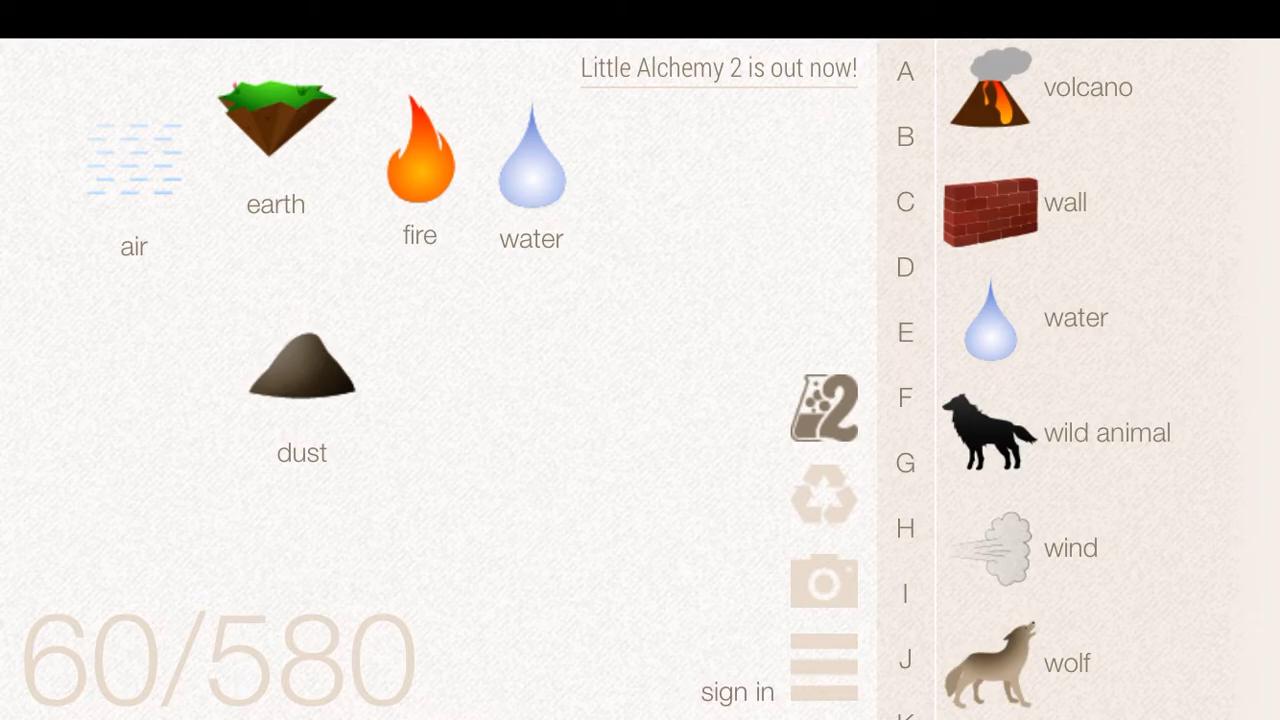 Little Alchemy 2 is out now!
air
earth
fire
water
dust
2
60/580
sign in
A
B
C
D
E
F
G
H
I
J
volcano
wall
water
wild animal
wind
wolf